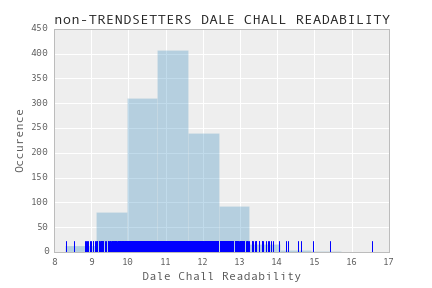 non-TRENDSETTERS DALE CHALL READABILITY
450
400
350
300
250
200
150
100
50
0
Occurence
8 9 10 11 12 13 14 15 16 17
Dale Chall Readability